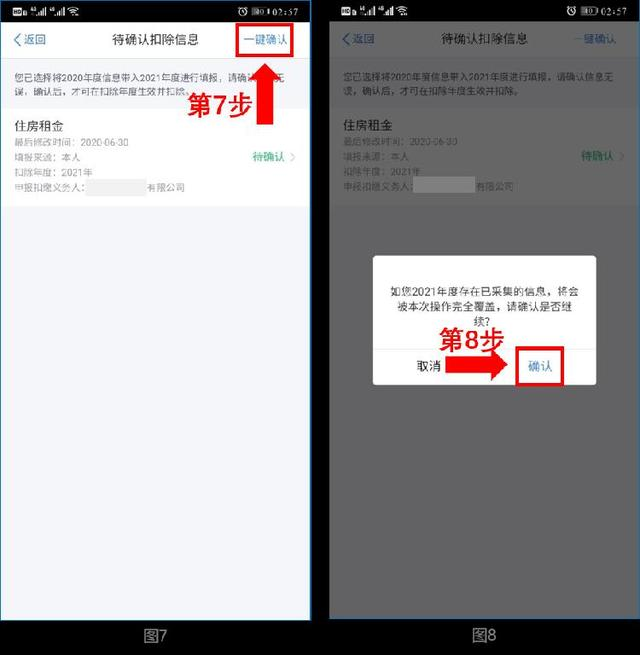 HD 4G 4G 02:57
返回 待确认扣除信息 一键确认
您已选择将2020年度信息带入2021年度进行填报，请确认信息无
误，确认后，才可在扣除年度生效并扣除。
第7步
住房租金
最后修改时间：2020-06-30
填报来源：本人
待确认
扣除年度：2021年
申报扣缴义务人： 有限公司
图7
HD 4G 4G 02:57
返回 待确认扣除信息 一键确认
您已选择将2020年度信息带入2021年度进行填报，请确认信息无
误，确认后，才可在扣除年度生效并扣除。
住房租金
最后修改时间：2020-06-30
填报来源：本人
待确认
扣除年度：2021年
申报扣缴义务人： 有限公司
如您2021年度存在已采集的信息，将会
被本次操作完全覆盖，请确认是否继
续？
第8步
取消 确认
图8